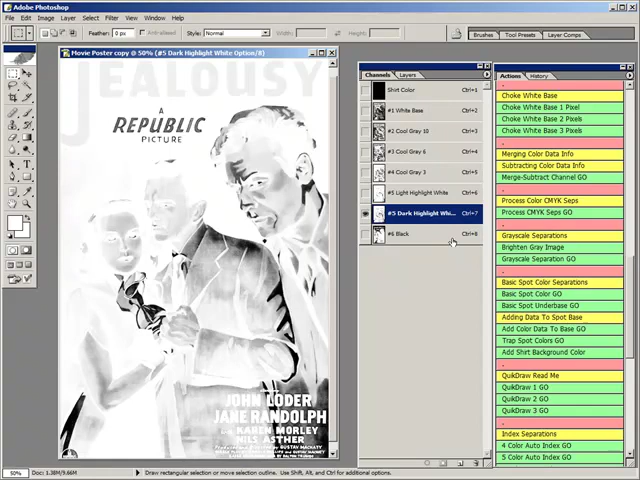 Adobe Photoshop
File Edit Image Layer Select Filter View Window Help
Feather: 0 px Anti-aliased Style: Normal Width: Height:
Brushes Tool Presets Layer Comps
Movie Poster copy @ 50% (#5 Dark Highlight White Option/8)
JEALOUSY
A
REPUBLIC
PICTURE
JOHN LODER
JANE RANDOLPH
KAREN MORLEY
NILS ASTHER
Channels Layers
Shirt Color Ctrl+1
#1 White Base Ctrl+2
#2 Cool Gray 10 Ctrl+3
#3 Cool Gray 6 Ctrl+4
#4 Cool Gray 3 Ctrl+5
#5 Light Highlight White Ctrl+6
#5 Dark Highlight Whi... Ctrl+7
#6 Black Ctrl+8
Actions History
.
Choke White Base
Choke White Base 1 Pixel
Choke White Base 2 Pixels
Choke White Base 3 Pixels
.
Merging Color Data Info
Subtracting Color Data Info
Merge-Subtract Channel GO
.
Process Color CMYK Seps
Process CMYK Seps GO
.
Grayscale Separations
Brighten Gray Image
Grayscale Separation GO
.
Basic Spot Color Separations
Basic Spot Color GO
Basic Spot Underbase GO
Adding Data To Spot Base
Add Color Data To Base GO
Trap Spot Colors GO
Add Shirt Background Color
.
QuikDraw Read Me
QuikDraw 1 GO
QuikDraw 2 GO
QuikDraw 3 GO
.
Index Separations
4 Color Auto Index GO
5 Color Auto Index GO
50% Doc: 1.38M/9.66M Draw rectangular selection or move selection outline. Use Shift, Alt, and Ctrl for additional options.